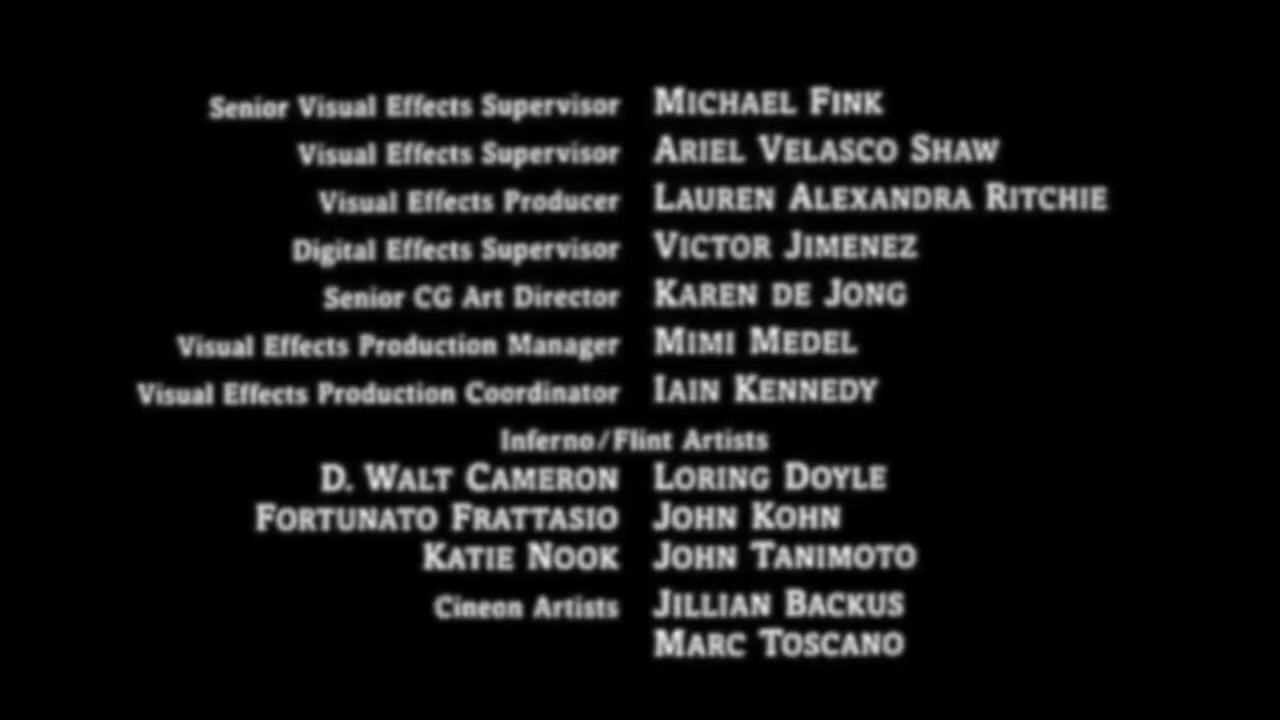 Senior Visual Effects Supervisor MICHAEL FINK
Visual Effects Supervisor ARIEL VELASCO SHAW
Visual Effects Producer LAUREN ALEXANDRA RITCHIE
Digital Effects Supervisor VICTOR JIMENEZ
Senior CG Art Director KAREN DE JONG
Visual Effects Production Manager MIMI MEDEL
Visual Effects Production Coordinator IAIN KENNEDY
Inferno/Flint Artists
D. WALT CAMERON LORING DOYLE
FORTUNATO FRATTASIO JOHN KOHN
KATIE NOOK JOHN TANIMOTO
Cineon Artists JILLIAN BACKUS
MARC TOSCANO